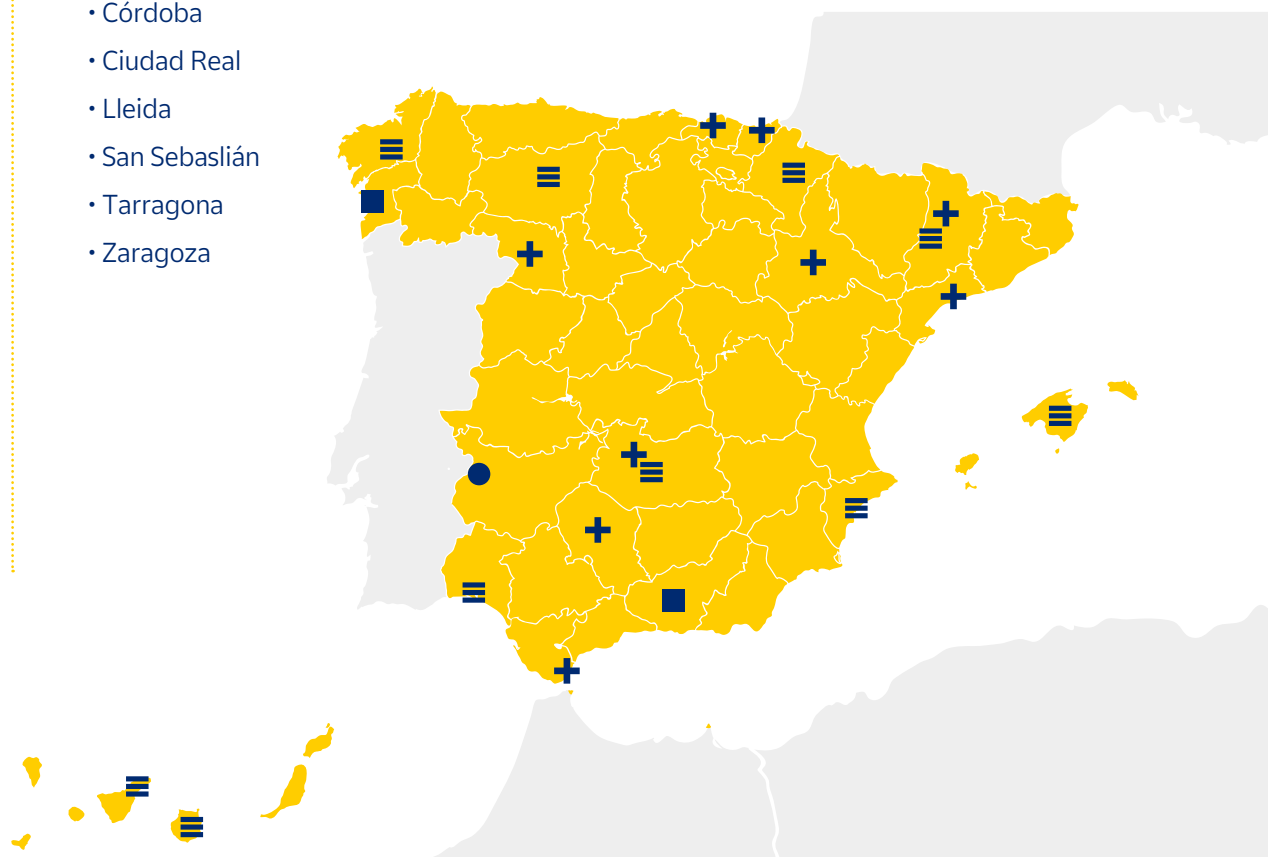 • Córdoba
• Ciudad Real
• Lleida
• San Sebaslián
• Tarragona
• Zaragoza